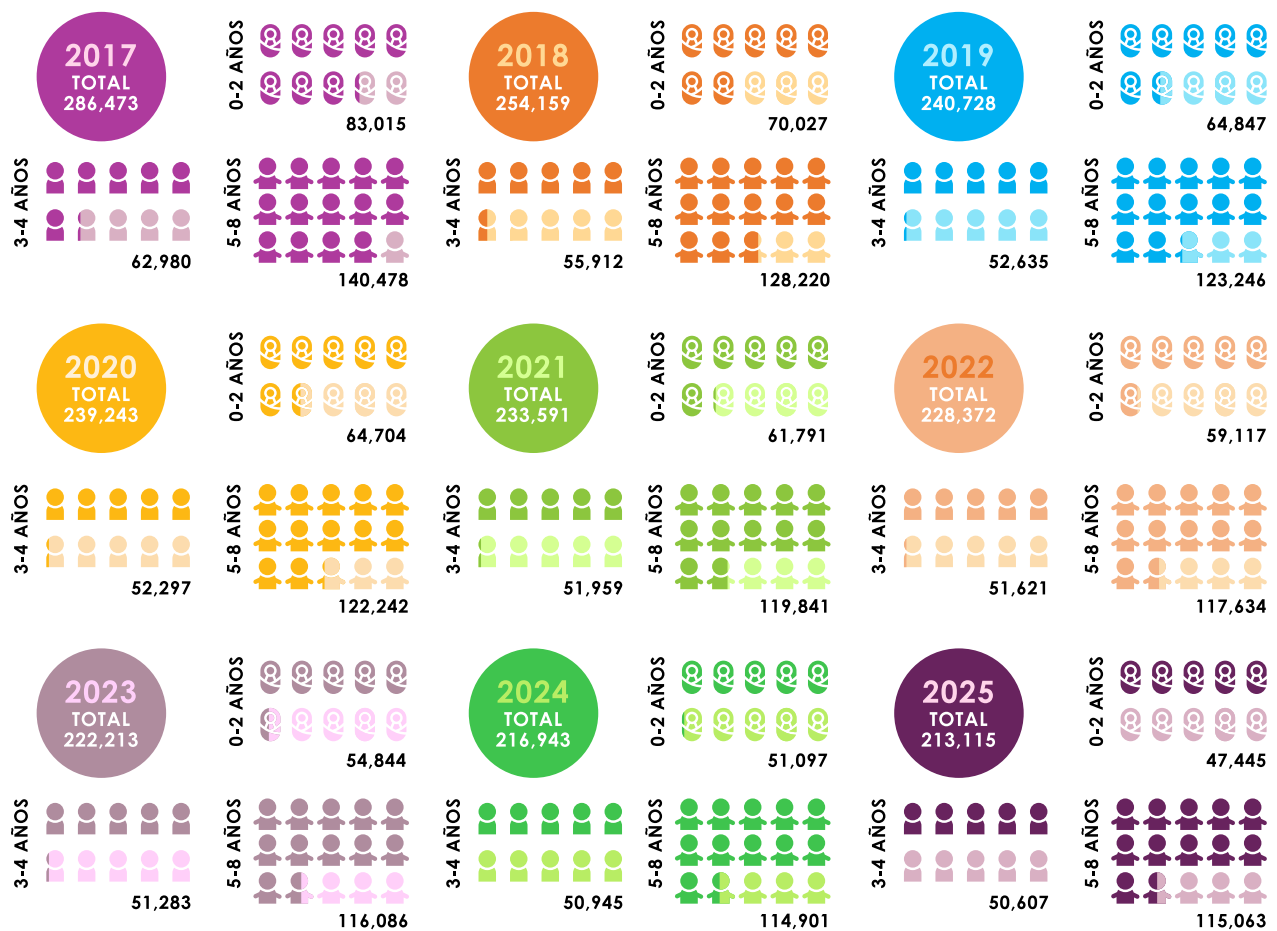 2017
TOTAL
286,473
0-2 AÑOS
83,015
3-4 AÑOS
62,980
5-8 AÑOS
140,478
2018
TOTAL
254,159
0-2 AÑOS
70,027
3-4 AÑOS
55,912
5-8 AÑOS
128,220
2019
TOTAL
240,728
0-2 AÑOS
64,847
3-4 AÑOS
52,635
5-8 AÑOS
123,246
2020
TOTAL
239,243
0-2 AÑOS
64,704
3-4 AÑOS
52,297
5-8 AÑOS
122,242
2021
TOTAL
233,591
0-2 AÑOS
61,791
3-4 AÑOS
51,959
5-8 AÑOS
119,841
2022
TOTAL
228,372
0-2 AÑOS
59,117
3-4 AÑOS
51,621
5-8 AÑOS
117,634
2023
TOTAL
222,213
0-2 AÑOS
54,844
3-4 AÑOS
51,283
5-8 AÑOS
116,086
2024
TOTAL
216,943
0-2 AÑOS
51,097
3-4 AÑOS
50,945
5-8 AÑOS
114,901
2025
TOTAL
213,115
0-2 AÑOS
47,445
3-4 AÑOS
50,607
5-8 AÑOS
115,063